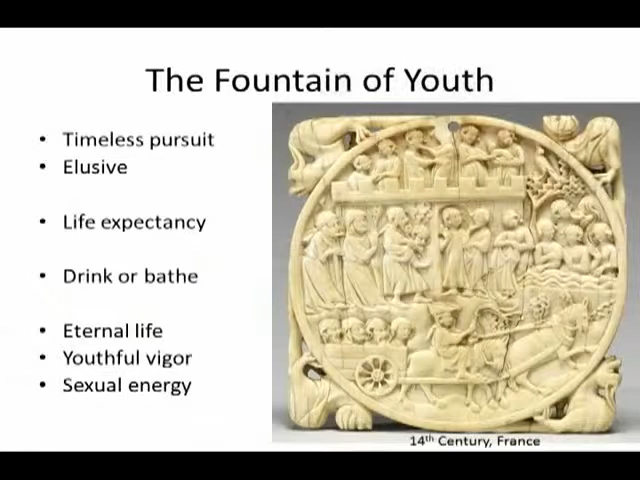 The Fountain of Youth
• Timeless pursuit
• Elusive
• Life expectancy
• Drink or bathe
• Eternal life
• Youthful vigor
• Sexual energy
14th Century, France